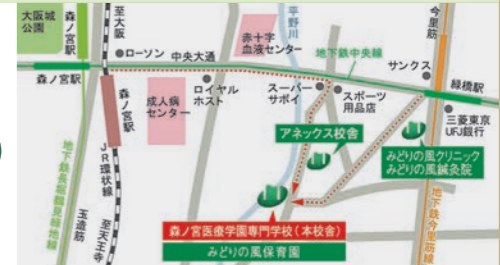 大阪城
公園
森ノ宮駅
至大阪
ローソン
中央大通
赤十字
血液センター
平野川
地下鉄中央線
今里筋
サンクス
緑橋駅
森ノ宮駅
森ノ宮駅
成人病
センター
ロイヤル
ホスト
スーパー
サボイ
スポーツ
用品店
三菱東京
UFJ銀行
アネックス校舎
みどりの風クリニック
みどりの風鍼灸院
地下鉄長堀鶴見緑地線
玉造筋
JR環状線
至天王寺
森ノ宮医療学園専門学校(本校舎)
みどりの風保育園
地下鉄今里筋線